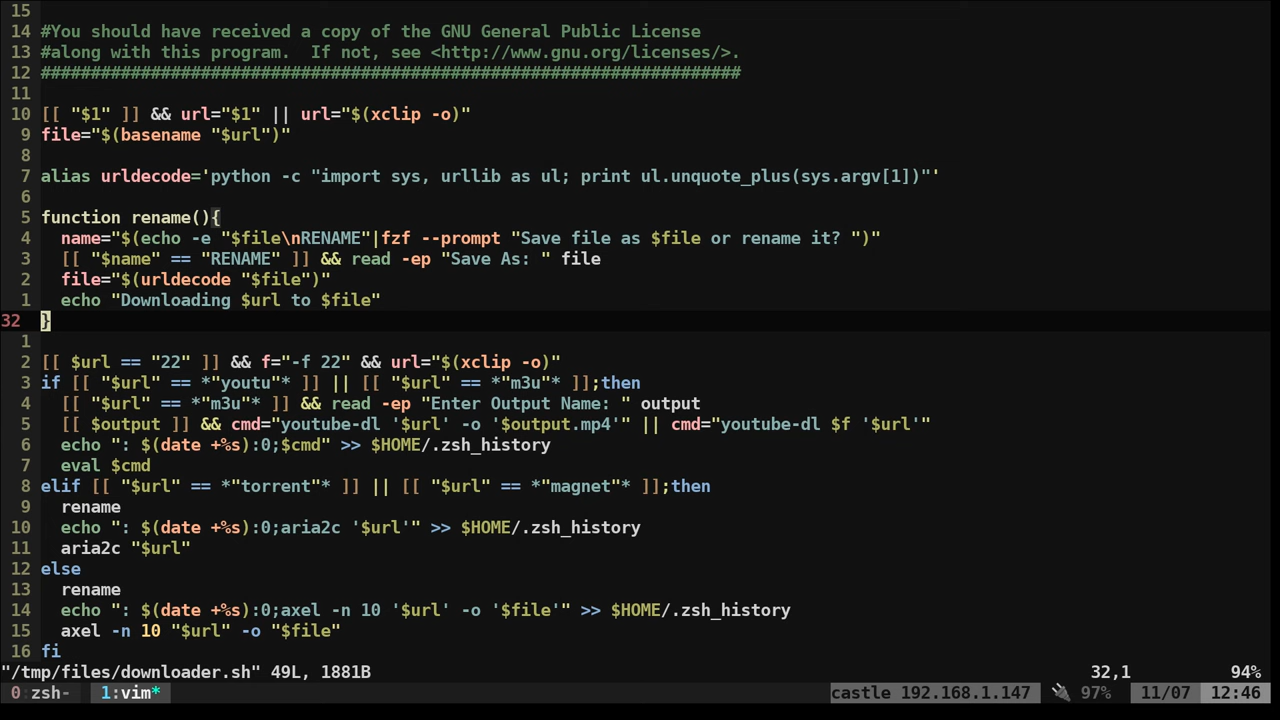 15
14 #You should have received a copy of the GNU General Public License
13 #along with this program.  If not, see <http://www.gnu.org/licenses/>.
12 ######################################################################
11
10 [[ "$1" ]] && url="$1" || url="$(xclip -o)"
9 file="$(basename "$url")"
8
7 alias urldecode='python -c "import sys, urllib as ul; print ul.unquote_plus(sys.argv[1])"'
6
5 function rename(){
4   name="$(echo -e "$file\nRENAME"|fzf --prompt "Save file as $file or rename it? ")"
3   [[ "$name" == "RENAME" ]] && read -ep "Save As: " file
2   file="$(urldecode "$file")"
1   echo "Downloading $url to $file"
32 }
1
2 [[ $url == "22" ]] && f="-f 22" && url="$(xclip -o)"
3 if [[ "$url" == *"youtu"* ]] || [[ "$url" == *"m3u"* ]];then
4   [[ "$url" == *"m3u"* ]] && read -ep "Enter Output Name: " output
5   [[ $output ]] && cmd="youtube-dl '$url' -o '$output.mp4'" || cmd="youtube-dl $f '$url'"
6   echo ": $(date +%s):0;$cmd" >> $HOME/.zsh_history
7   eval $cmd
8 elif [[ "$url" == *"torrent"* ]] || [[ "$url" == *"magnet"* ]];then
9   rename
10   echo ": $(date +%s):0;aria2c '$url'" >> $HOME/.zsh_history
11   aria2c "$url"
12 else
13   rename
14   echo ": $(date +%s):0;axel -n 10 '$url' -o '$file'" >> $HOME/.zsh_history
15   axel -n 10 "$url" -o "$file"
16 fi
"/tmp/files/downloader.sh" 49L, 1881B 32,1 94%
0:zsh- 1:vim* castle 192.168.1.147 🔌 97% 11/07 12:46